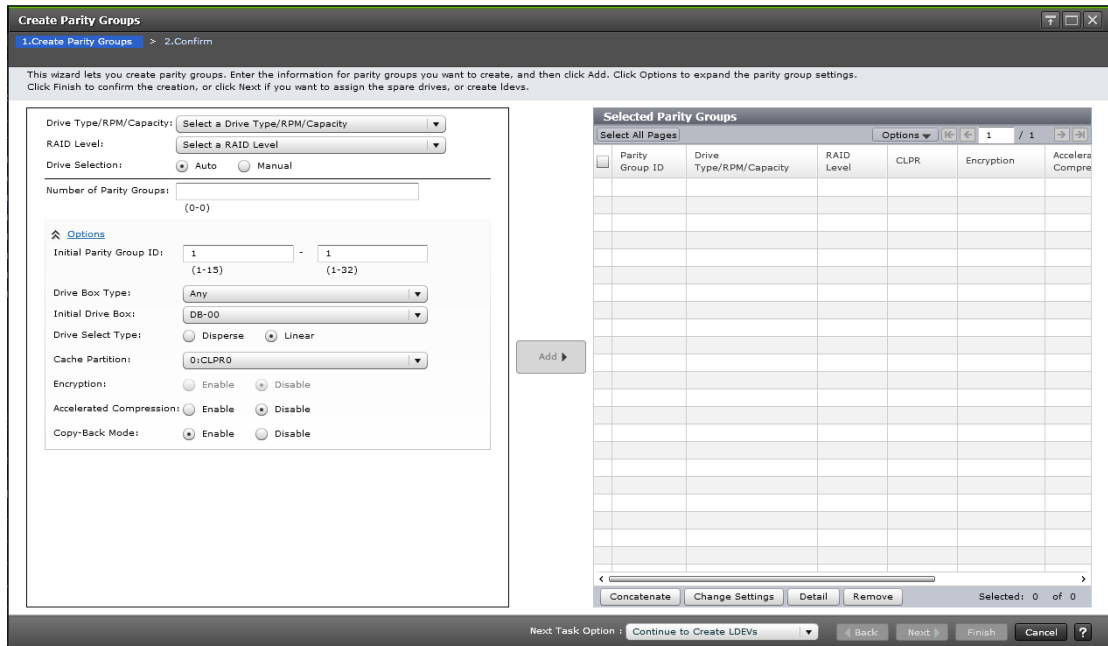 Create Parity Groups
1.Create Parity Groups > 2.Confirm
This wizard lets you create parity groups. Enter the information for parity groups you want to create, and then click Add. Click Options to expand the parity group settings.
Click Finish to confirm the creation, or click Next if you want to assign the spare drives, or create ldevs.
Drive Type/RPM/Capacity: Select a Drive Type/RPM/Capacity
RAID Level: Select a RAID Level
Drive Selection: Auto Manual
Number of Parity Groups:
(0-0)
Options
Initial Parity Group ID: 1 - 1
(1-15) (1-32)
Drive Box Type: Any
Initial Drive Box: DB-00
Drive Select Type: Disperse Linear
Cache Partition: 0:CLPR0
Encryption: Enable Disable
Accelerated Compression: Enable Disable
Copy-Back Mode: Enable Disable
Add
Selected Parity Groups
Select All Pages Options 1 / 1
Parity Drive RAID CLPR Encryption Accelera
Group ID Type/RPM/Capacity Level Compre
Concatenate Change Settings Detail Remove Selected: 0 of 0
Next Task Option : Continue to Create LDEVs Back Next Finish Cancel ?